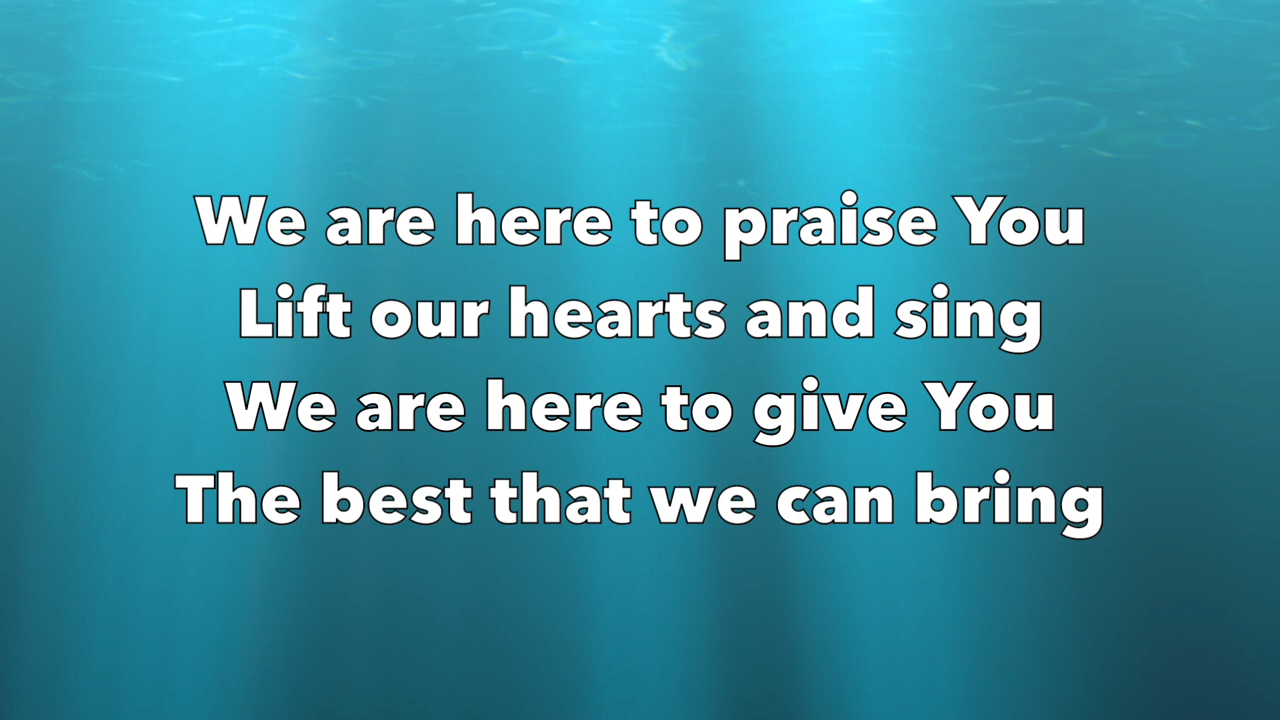 We are here to praise You
Lift our hearts and sing
We are here to give You
The best that we can bring